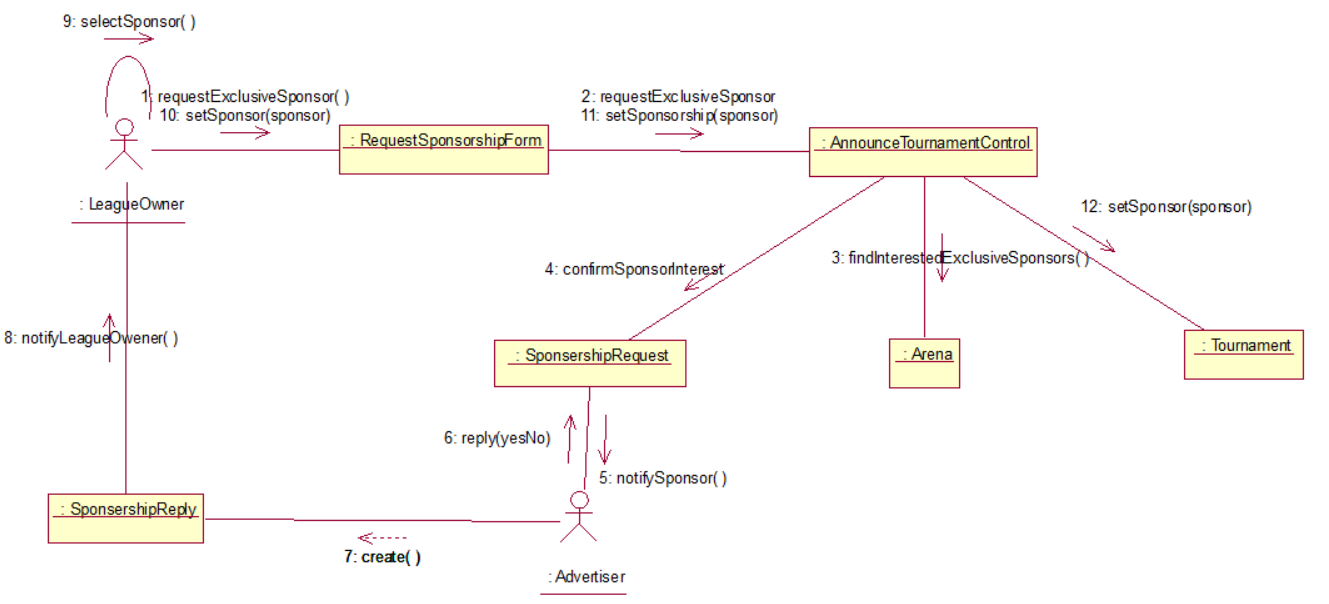 9: selectSponsor( )
1: requestExclusiveSponsor( )
10: setSponsor(sponsor)
2: requestExclusiveSponsor
11: setSponsorship(sponsor)
: RequestSponsorshipForm
: AnnounceTournamentControl
: LeagueOwner
12: setSponsor(sponsor)
3: findInterestedExclusiveSponsors( )
4: confirmSponsorInterest
8: notifyLeagueOwener( )
: SponsershipRequest
: Arena
: Tournament
6: reply(yesNo)
5: notifySponsor( )
: SponsershipReply
7: create( )
: Advertiser